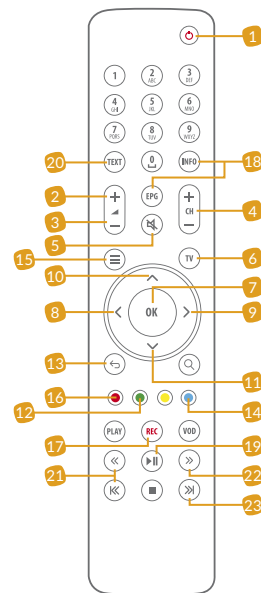 1
1 2 3
ABC DEF
4 5 6
GHI JKL MNO
7 8 9
PQRS TUV WXYZ
20 TEXT 0 INFO 18
2 + EPG +
CH 4
3 − −
5
15 TV 6
10 7
8 OK 9
13 11
16
12 14
17 PLAY REC VOD 19
21 22
23